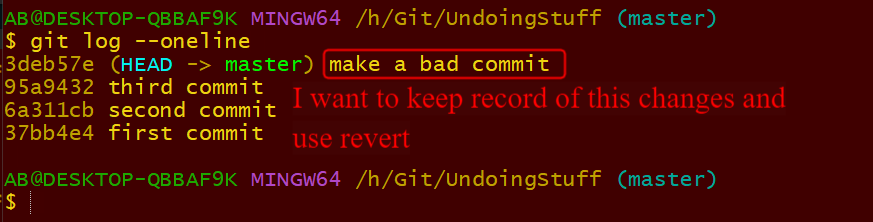 AB@DESKTOP-QBBAF9K MINGW64 /h/Git/UndoingStuff (master)
$ git log --oneline
3deb57e (HEAD -> master) make a bad commit
95a9432 third commit
I want to keep record of this changes and
6a311cb second commit
37bb4e4 first commit
use revert
AB@DESKTOP-QBBAF9K MINGW64 /h/Git/UndoingStuff (master)
$